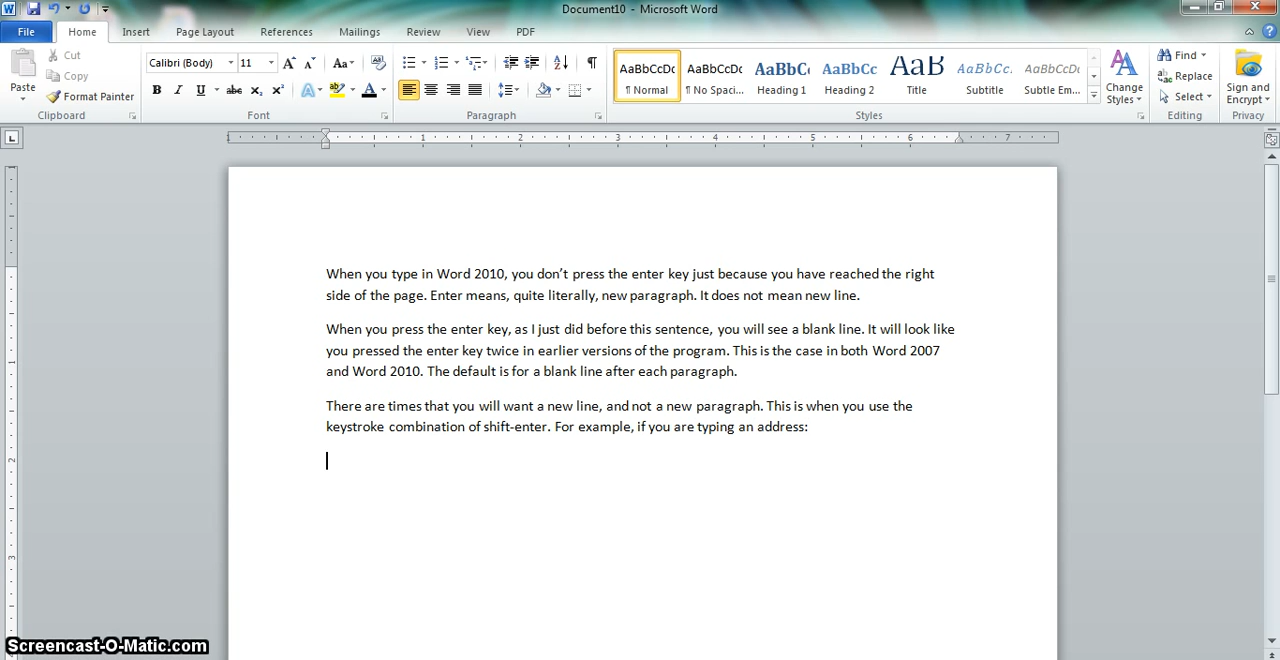 Document10 - Microsoft Word
File Home Insert Page Layout References Mailings Review View PDF
Paste
Cut
Copy
Format Painter
Clipboard
Calibri (Body) 11
Font
Paragraph
AaBbCcDc AaBbCcDc AaBbC AaBbCc AaB AaBbCc. AaBbCcDc
¶ Normal ¶ No Spaci... Heading 1 Heading 2 Title Subtitle Subtle Em...
Change Styles
Styles
Find
Replace
Select
Editing
Sign and Encrypt
Privacy
1 2 3 4 5 6 7
When you type in Word 2010, you don’t press the enter key just because you have reached the right
side of the page. Enter means, quite literally, new paragraph. It does not mean new line.
When you press the enter key, as I just did before this sentence, you will see a blank line. It will look like
you pressed the enter key twice in earlier versions of the program. This is the case in both Word 2007
and Word 2010. The default is for a blank line after each paragraph.
There are times that you will want a new line, and not a new paragraph. This is when you use the
keystroke combination of shift-enter. For example, if you are typing an address:
Screencast-O-Matic.com